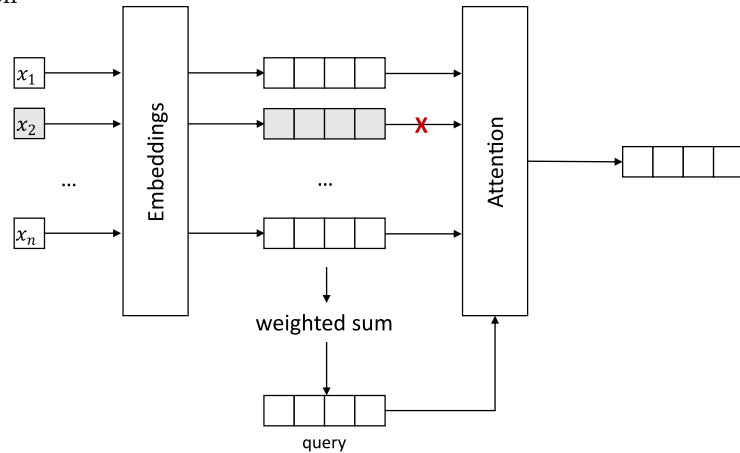 x₁
x₂
...
xₙ
Embeddings
...
X
Attention
weighted sum
query